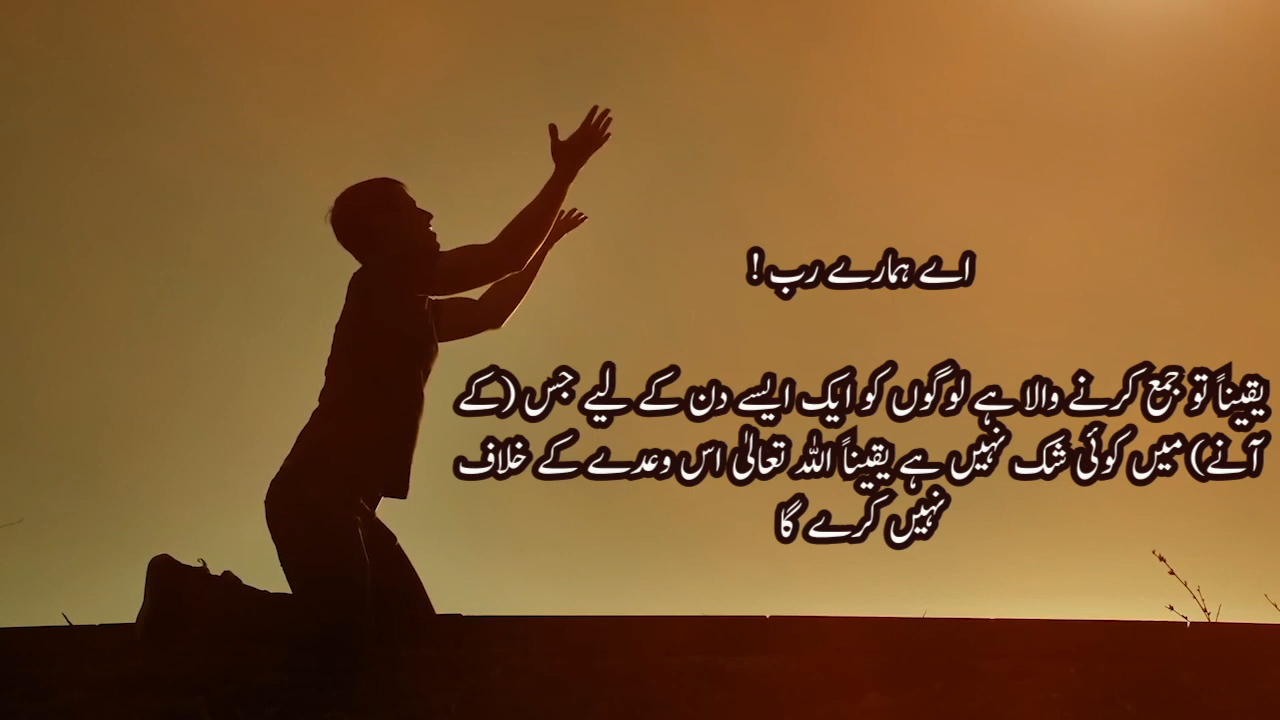 اے ہمارے رب !
یقیناً تو جمع کرنے والا ہے لوگوں کو ایک ایسے دن کے لیے جس (کے
آنے) میں کوئی شک نہیں ہے یقیناً اللہ تعالیٰ اس وعدے کے خلاف
نہیں کرے گا